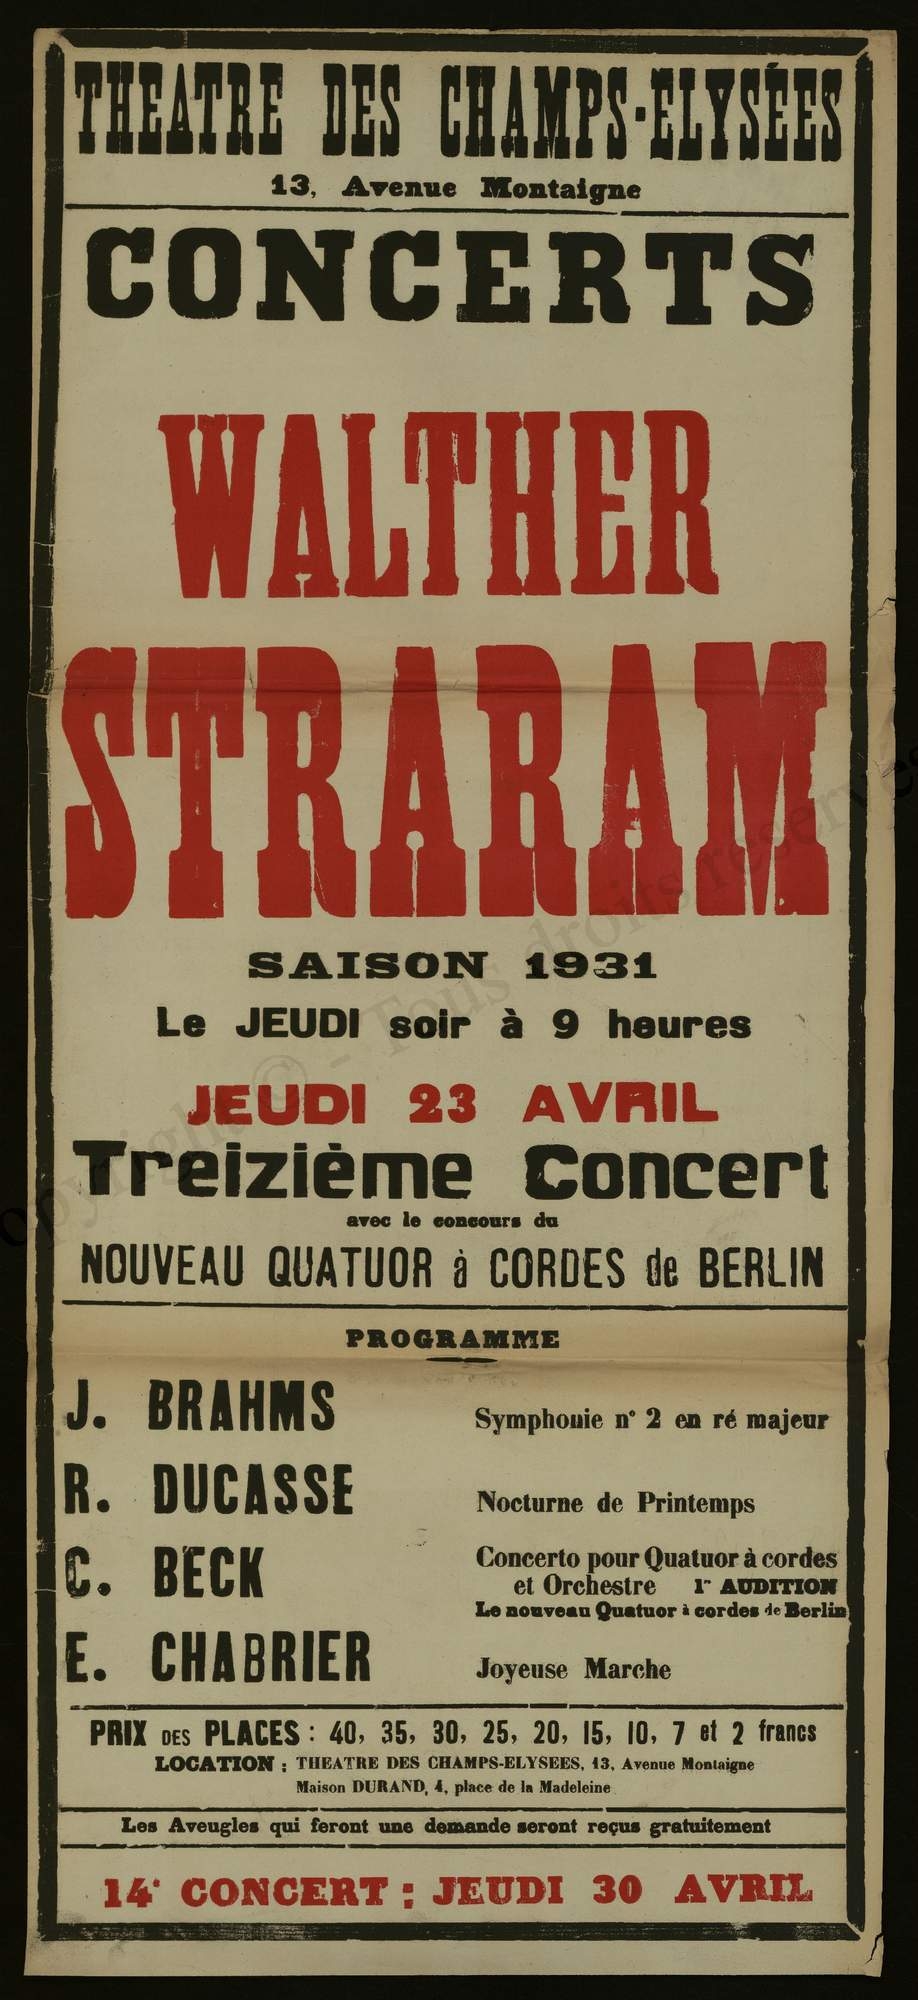 THEATRE DES CHAMPS-ELYSÉES
13, Avenue Montaigne
CONCERTS
WALTHER
STRARAM
SAISON 1931
Le JEUDI soir à 9 heures
JEUDI 23 AVRIL
Treizième Concert
avec le concours du
NOUVEAU QUATUOR à CORDES de BERLIN
PROGRAMME
J. BRAHMS Symphonie n° 2 en ré majeur
R. DUCASSE Nocturne de Printemps
C. BECK Concerto pour Quatuor à cordes
et Orchestre 1re AUDITION
Le nouveau Quatuor à cordes de Berlin
E. CHABRIER Joyeuse Marche
PRIX DES PLACES : 40, 35, 30, 25, 20, 15, 10, 7 et 2 francs
LOCATION : THEATRE DES CHAMPS-ELYSEES, 13, Avenue Montaigne
Maison DURAND, 4, place de la Madeleine
Les Aveugles qui feront une demande seront reçus gratuitement
14e CONCERT : JEUDI 30 AVRIL
opyright © - Tous droits réservés